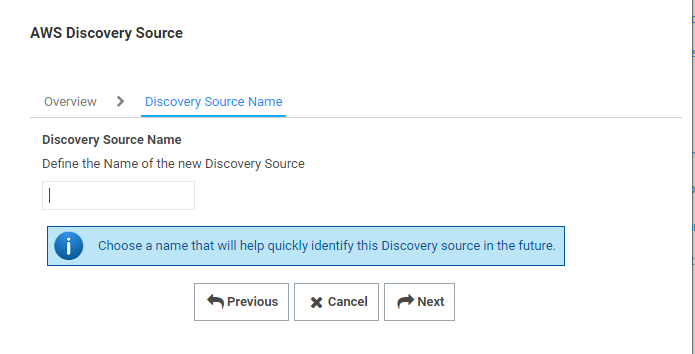 AWS Discovery Source
Overview Discovery Source Name
Discovery Source Name
Define the Name of the new Discovery Source
Choose a name that will help quickly identify this Discovery source in the future.
Previous Cancel Next